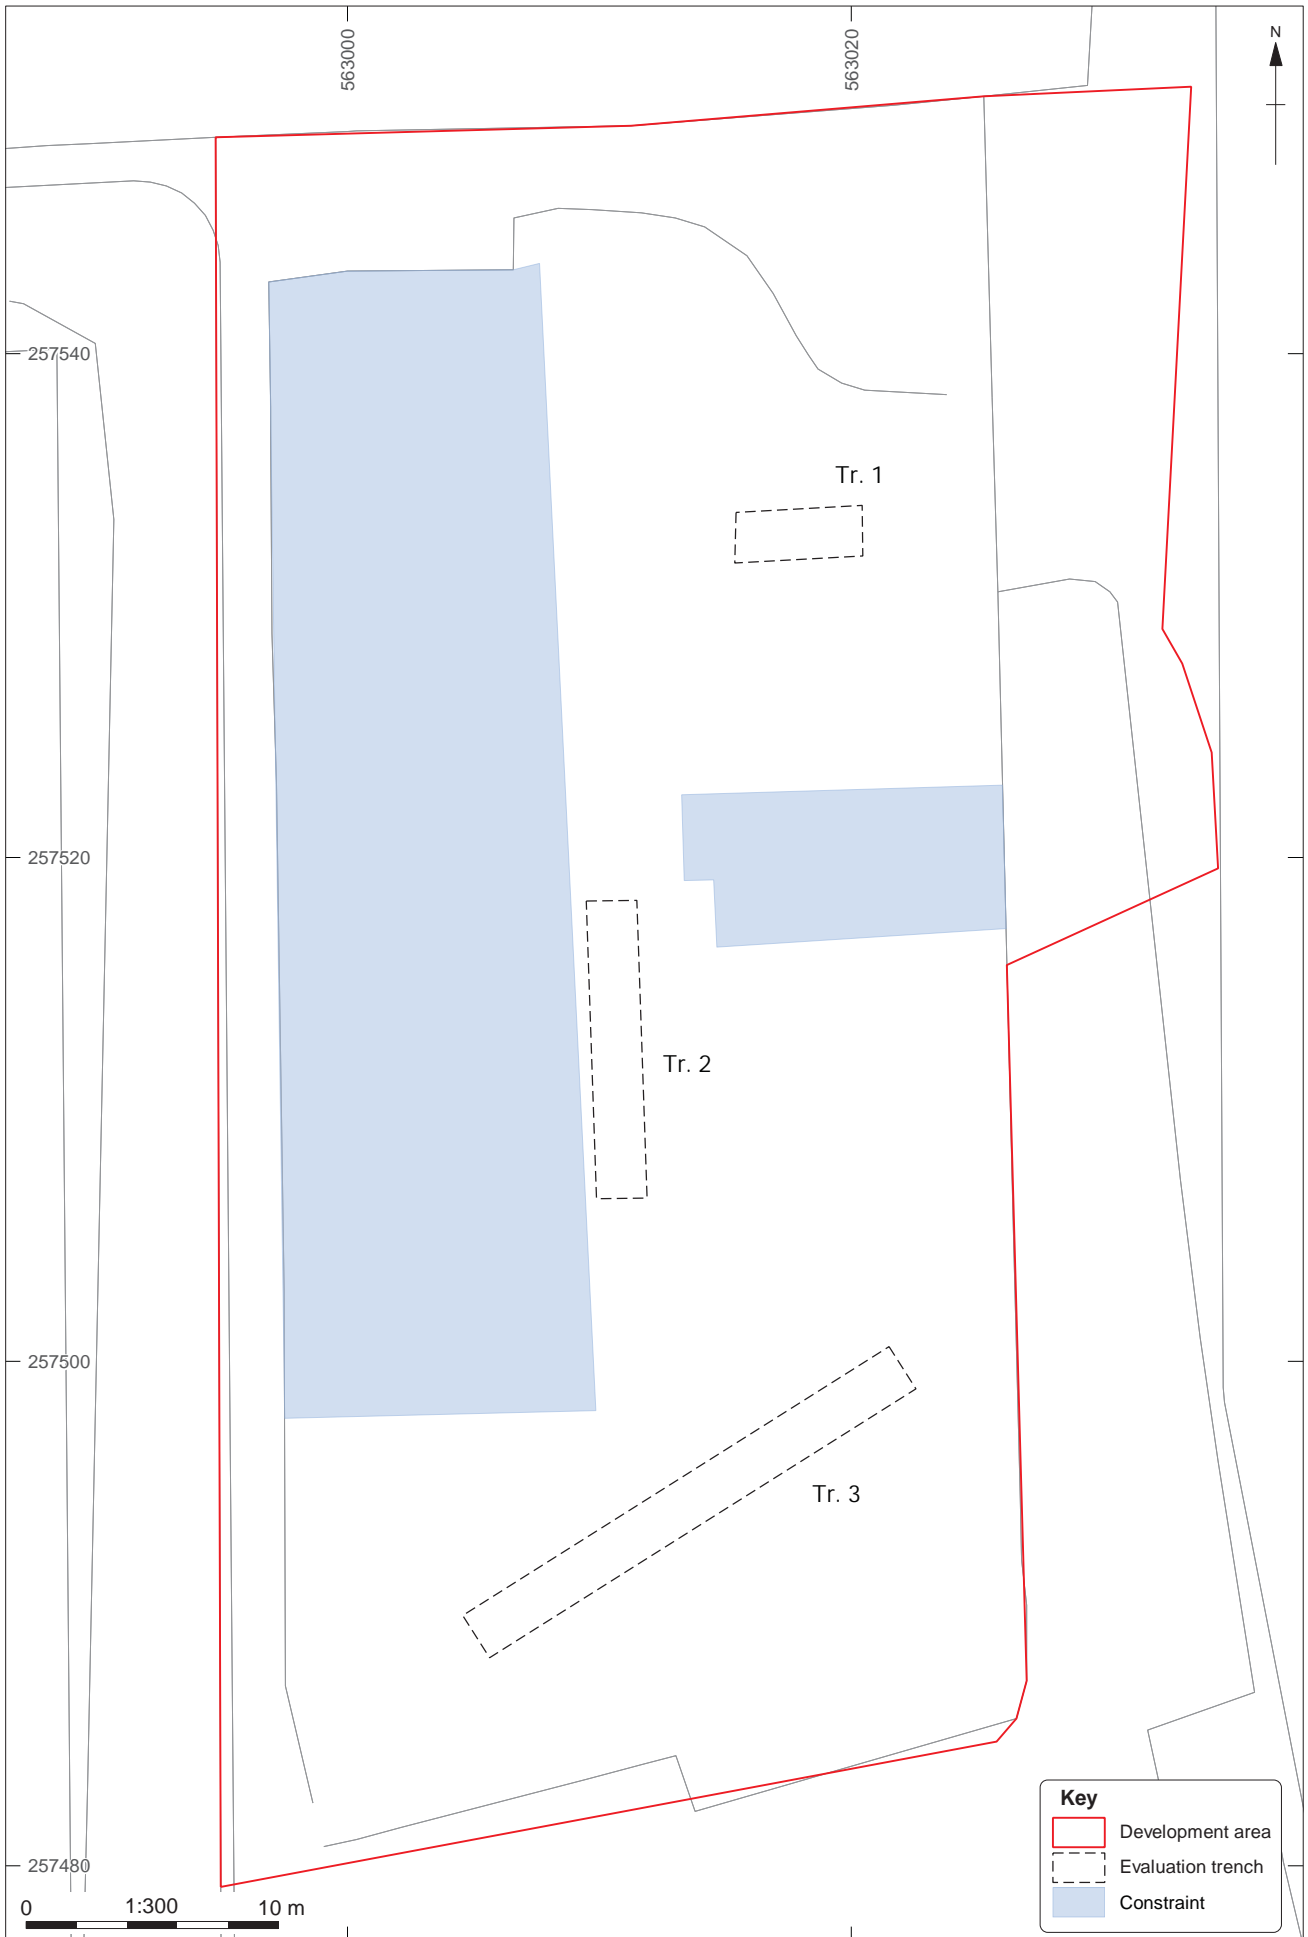 563000
563020
N
257540
Tr. 1
257520
Tr. 2
257500
Tr. 3
257480
0 1:300 10 m
Key
Development area
Evaluation trench
Constraint